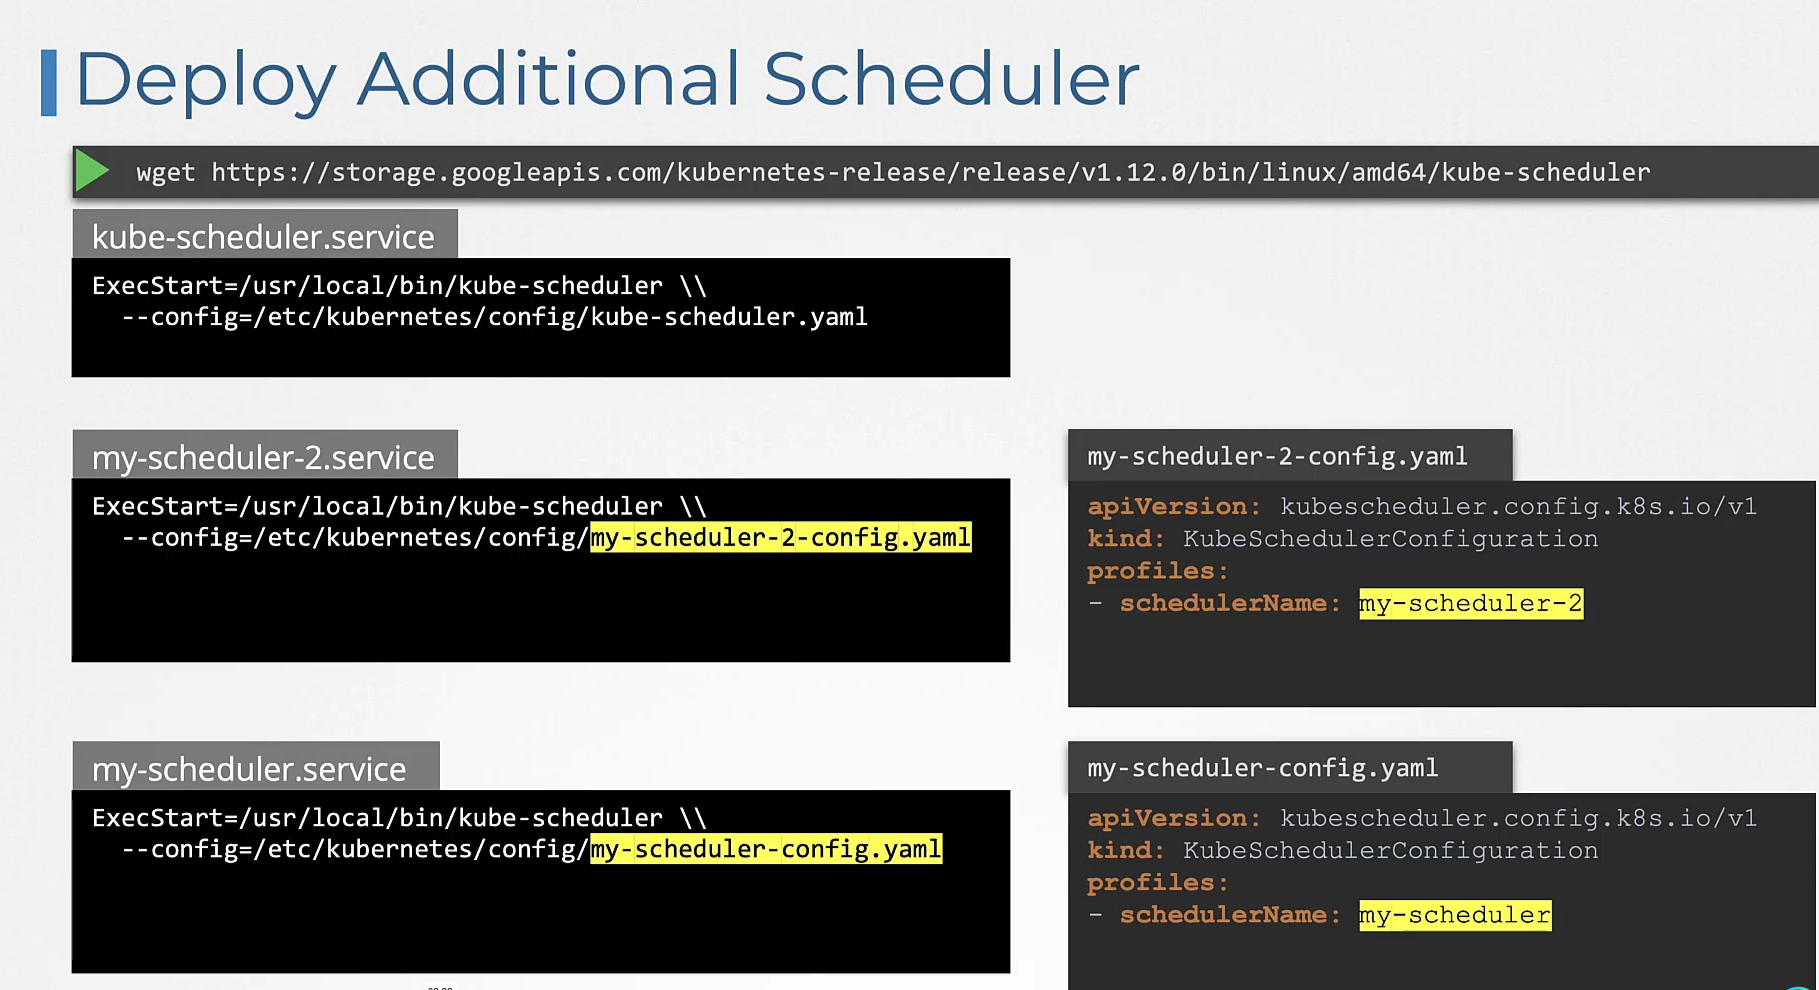 Deploy Additional Scheduler
wget https://storage.googleapis.com/kubernetes-release/release/v1.12.0/bin/linux/amd64/kube-scheduler
kube-scheduler.service
ExecStart=/usr/local/bin/kube-scheduler \\
--config=/etc/kubernetes/config/kube-scheduler.yaml
my-scheduler-2.service
ExecStart=/usr/local/bin/kube-scheduler \\
--config=/etc/kubernetes/config/my-scheduler-2-config.yaml
my-scheduler-2-config.yaml
apiVersion: kubescheduler.config.k8s.io/v1
kind: KubeSchedulerConfiguration
profiles:
- schedulerName: my-scheduler-2
my-scheduler.service
ExecStart=/usr/local/bin/kube-scheduler \\
--config=/etc/kubernetes/config/my-scheduler-config.yaml
my-scheduler-config.yaml
apiVersion: kubescheduler.config.k8s.io/v1
kind: KubeSchedulerConfiguration
profiles:
- schedulerName: my-scheduler